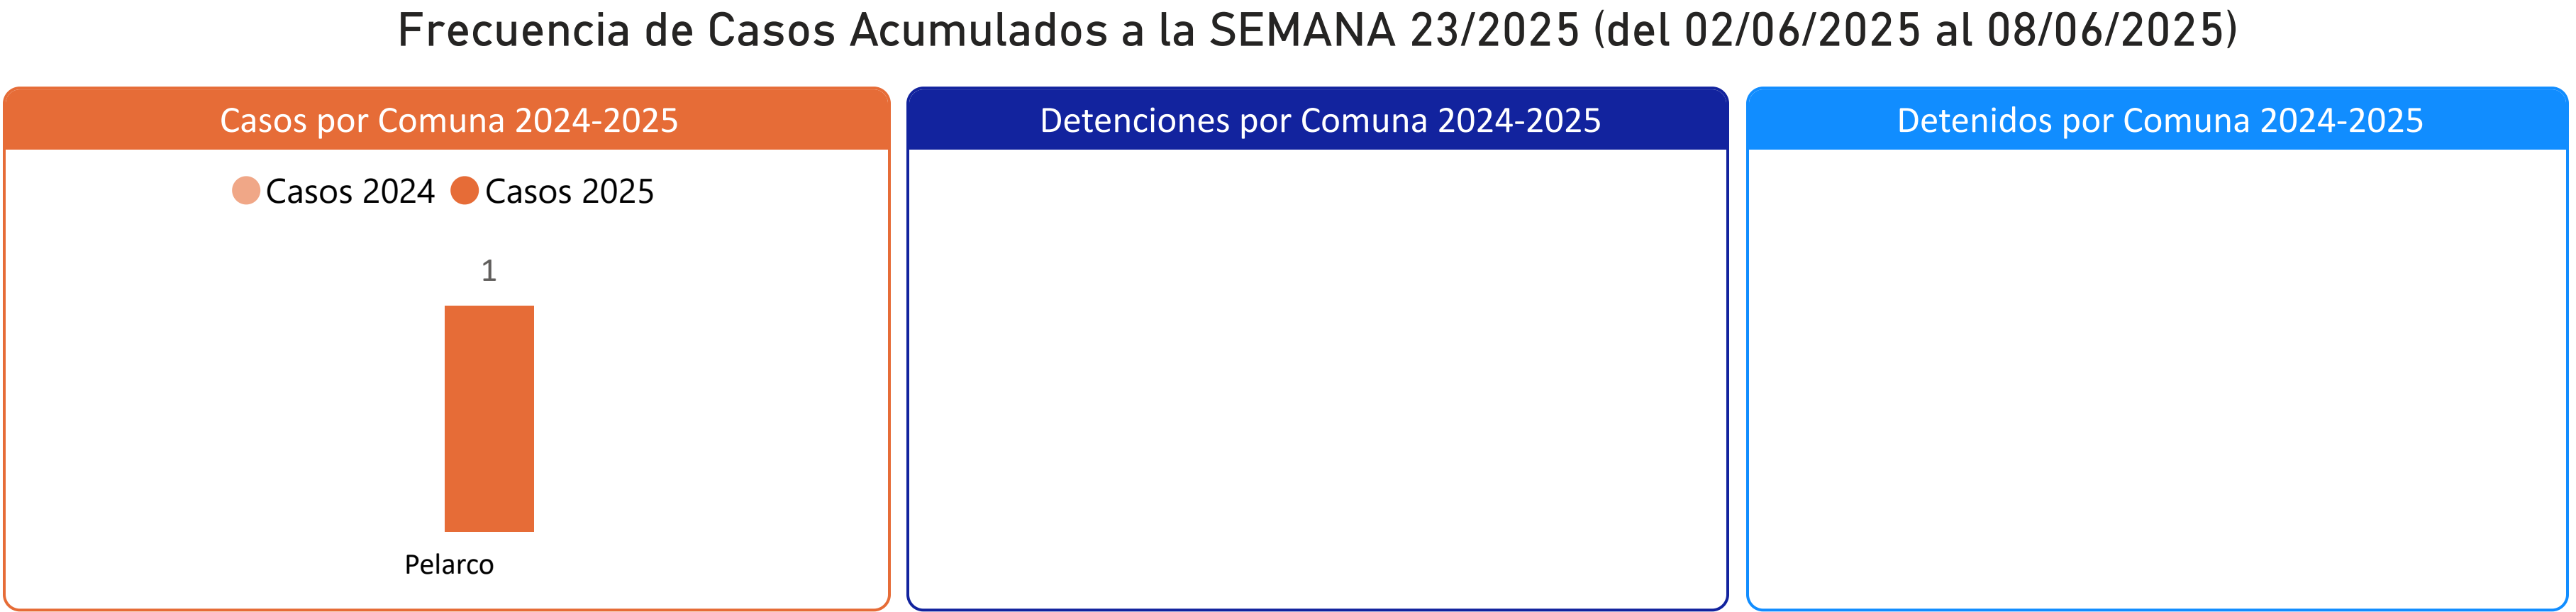 Frecuencia de Casos Acumulados a la SEMANA 23/2025 (del 02/06/2025 al 08/06/2025)
Casos por Comuna 2024-2025
Casos 2024 Casos 2025
1
Pelarco
Detenciones por Comuna 2024-2025
Detenidos por Comuna 2024-2025